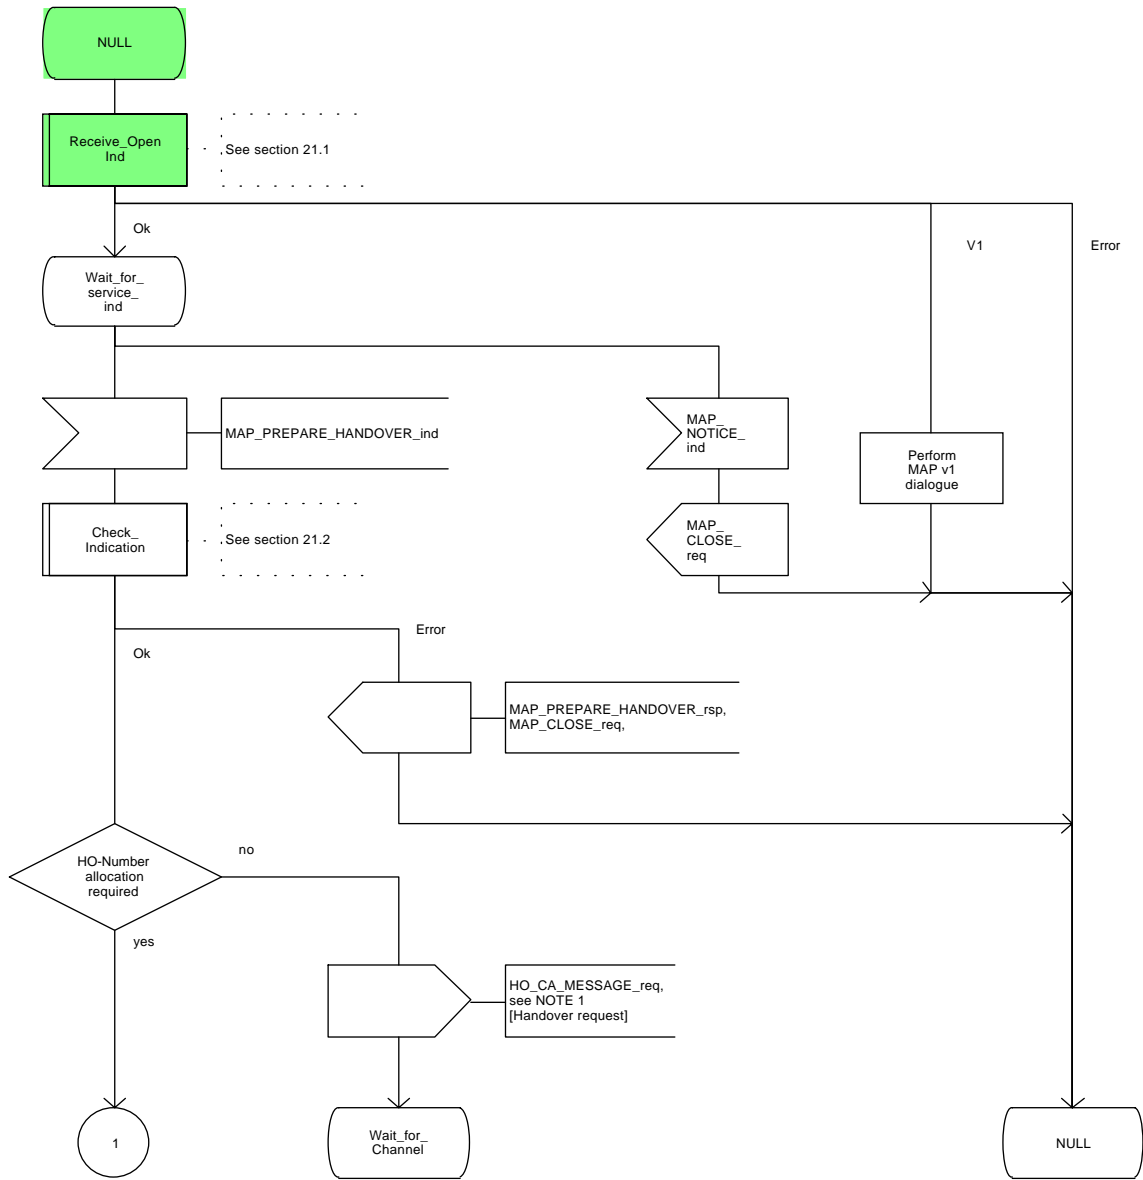 NULL
Receive_Open
Ind
See section 21.1
Ok
V1
Error
Wait_for_
service_
ind
MAP_PREPARE_HANDOVER_ind
MAP_
NOTICE_
ind
Perform
MAP v1
dialogue
Check_
Indication
See section 21.2
MAP_
CLOSE_
req
Error
Ok
MAP_PREPARE_HANDOVER_rsp,
MAP_CLOSE_req,
HO-Number
allocation
required
no
yes
HO_CA_MESSAGE_req,
see NOTE 1
[Handover request]
1
Wait_for_
Channel
NULL